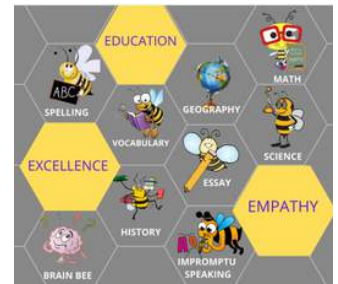 EDUCATION
MATH
ABC
SPELLING
GEOGRAPHY
VOCABULARY
SCIENCE
EXCELLENCE
ESSAY
EMPATHY
HISTORY
BRAIN BEE
IMPROMPTU
SPEAKING